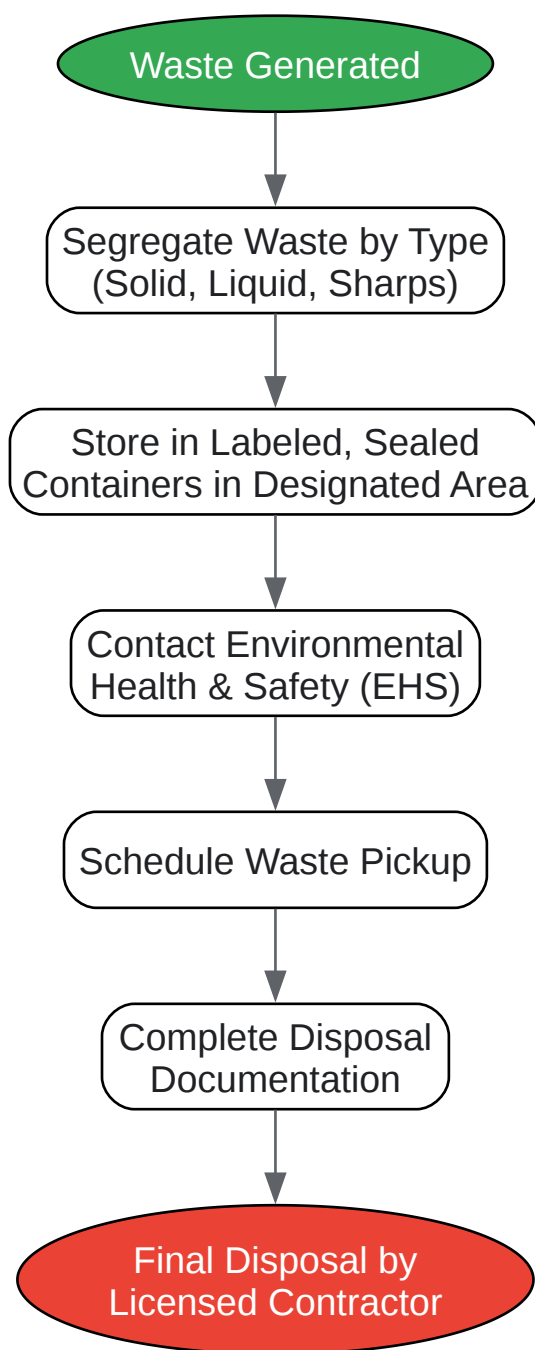 Waste Generated
Segregate Waste by Type
(Solid, Liquid, Sharps)
Store in Labeled, Sealed
Containers in Designated Area
Contact Environmental
Health & Safety (EHS)
Schedule Waste Pickup
Complete Disposal
Documentation
Final Disposal by
Licensed Contractor